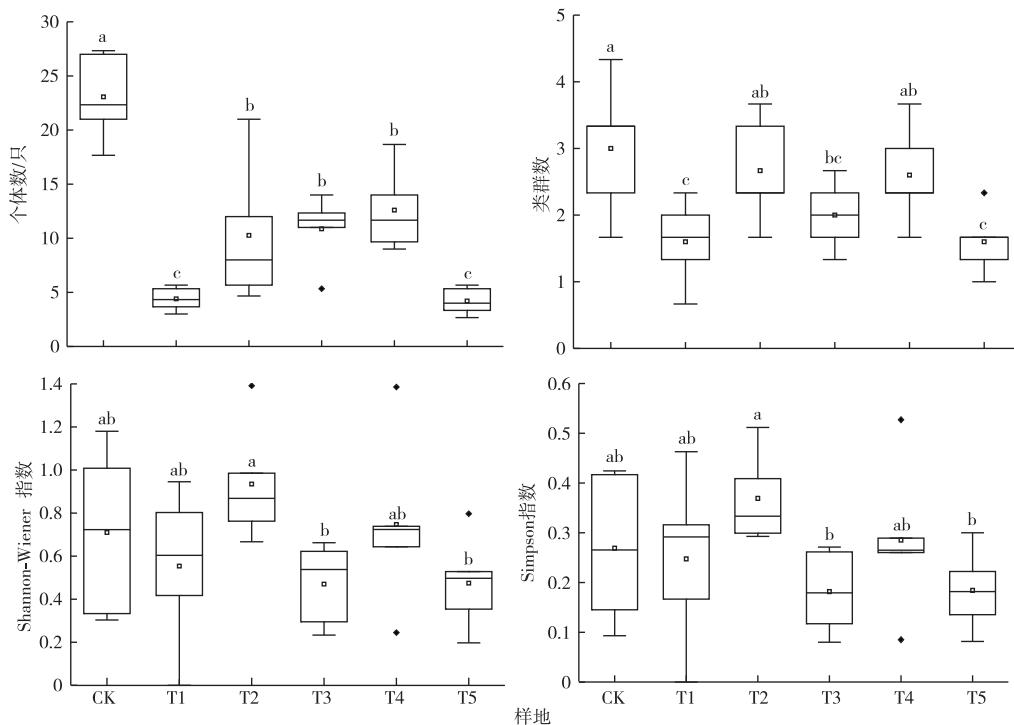 30
25
20
15
10
5
0
个体数/只
a
c
b
b
b
c
5
4
3
2
1
0
类群数
a
c
ab
bc
ab
c
1.4
1.2
1.0
0.8
0.6
0.4
0.2
0
Shannon-Wiener 指数
ab
ab
a
b
ab
b
CK T1 T2 T3 T4 T5
0.6
0.5
0.4
0.3
0.2
0.1
0
Simpson指数
ab
ab
a
b
ab
b
CK T1 T2 T3 T4 T5
样地